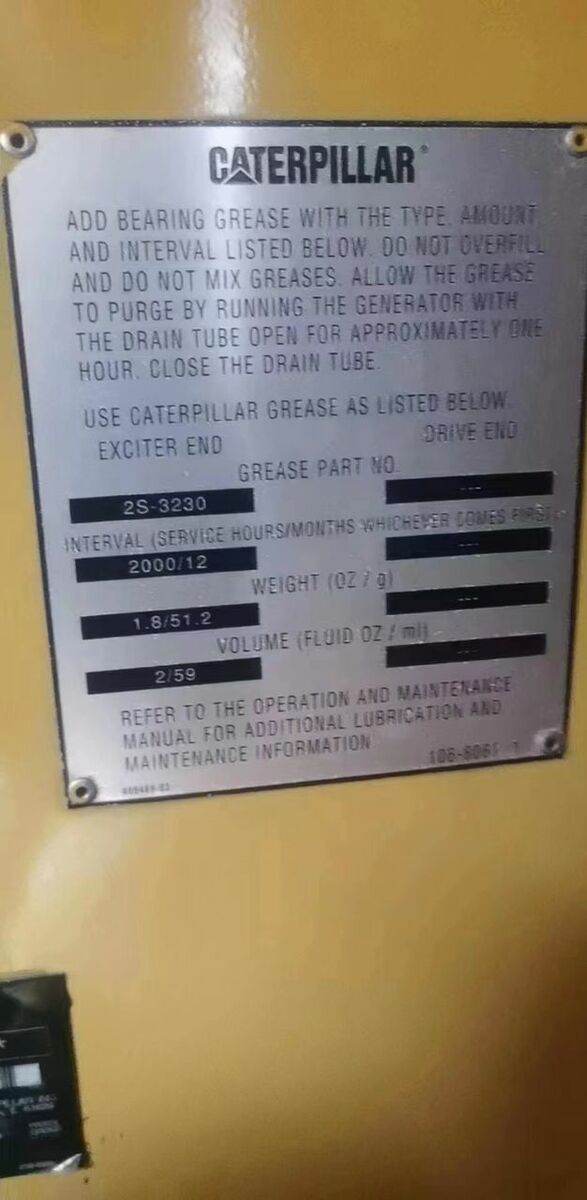 CATERPILLAR®
ADD BEARING GREASE WITH THE TYPE, AMOUNT,
AND INTERVAL LISTED BELOW. DO NOT OVERFILL
AND DO NOT MIX GREASES. ALLOW THE GREASE
TO PURGE BY RUNNING THE GENERATOR WITH
THE DRAIN TUBE OPEN FOR APPROXIMATELY ONE
HOUR. CLOSE THE DRAIN TUBE.
USE CATERPILLAR GREASE AS LISTED BELOW.
EXCITER END DRIVE END
GREASE PART NO.
2S-3230 ---
INTERVAL (SERVICE HOURS/MONTHS WHICHEVER COMES FIRST)
2000/12 ---
WEIGHT (OZ / g)
1.8/51.2 ---
VOLUME (FLUID OZ / ml)
2/59 ---
REFER TO THE OPERATION AND MAINTENANCE
MANUAL FOR ADDITIONAL LUBRICATION AND
MAINTENANCE INFORMATION